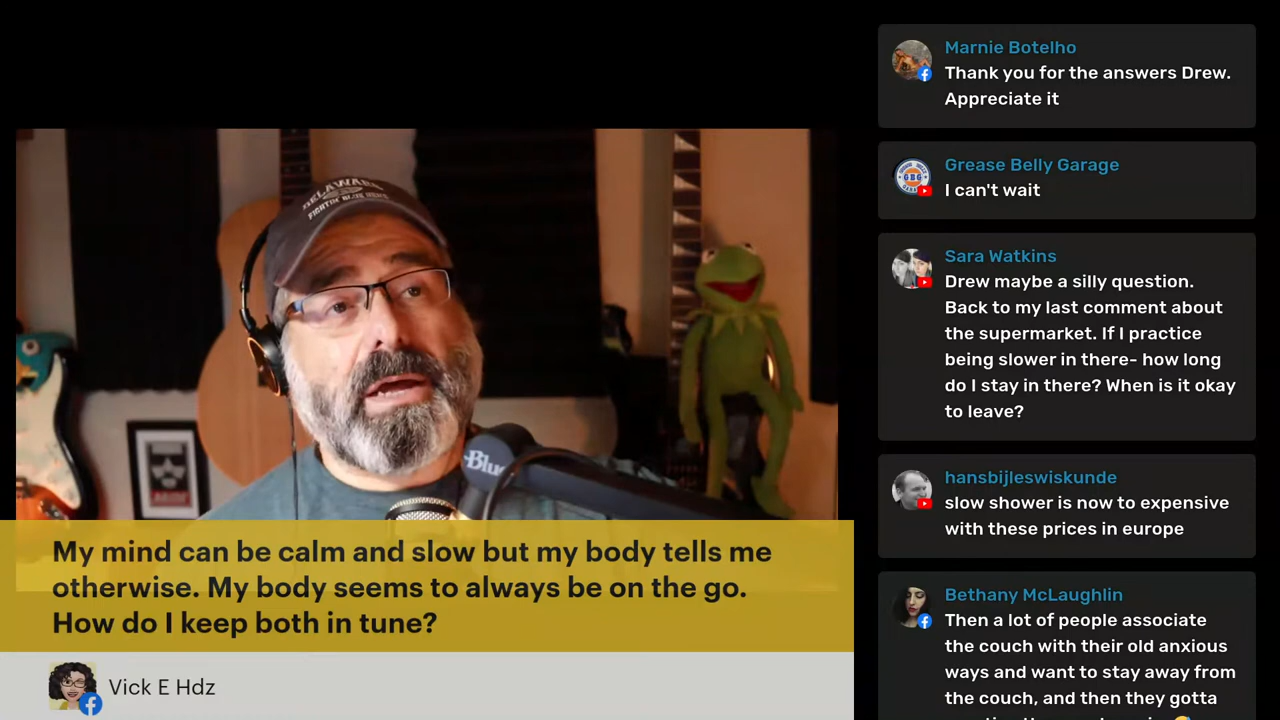 DELAWARE
FIGHTIN' BLUE HENS
Blue
My mind can be calm and slow but my body tells me
otherwise. My body seems to always be on the go.
How do I keep both in tune?
Vick E Hdz
Marnie Botelho
Thank you for the answers Drew.
Appreciate it
Grease Belly Garage
GBG
I can't wait
Sara Watkins
Drew maybe a silly question.
Back to my last comment about
the supermarket. If I practice
being slower in there- how long
do I stay in there? When is it okay
to leave?
hansbijleswiskunde
slow shower is now to expensive
with these prices in europe
Bethany McLaughlin
Then a lot of people associate
the couch with their old anxious
ways and want to stay away from
the couch, and then they gotta